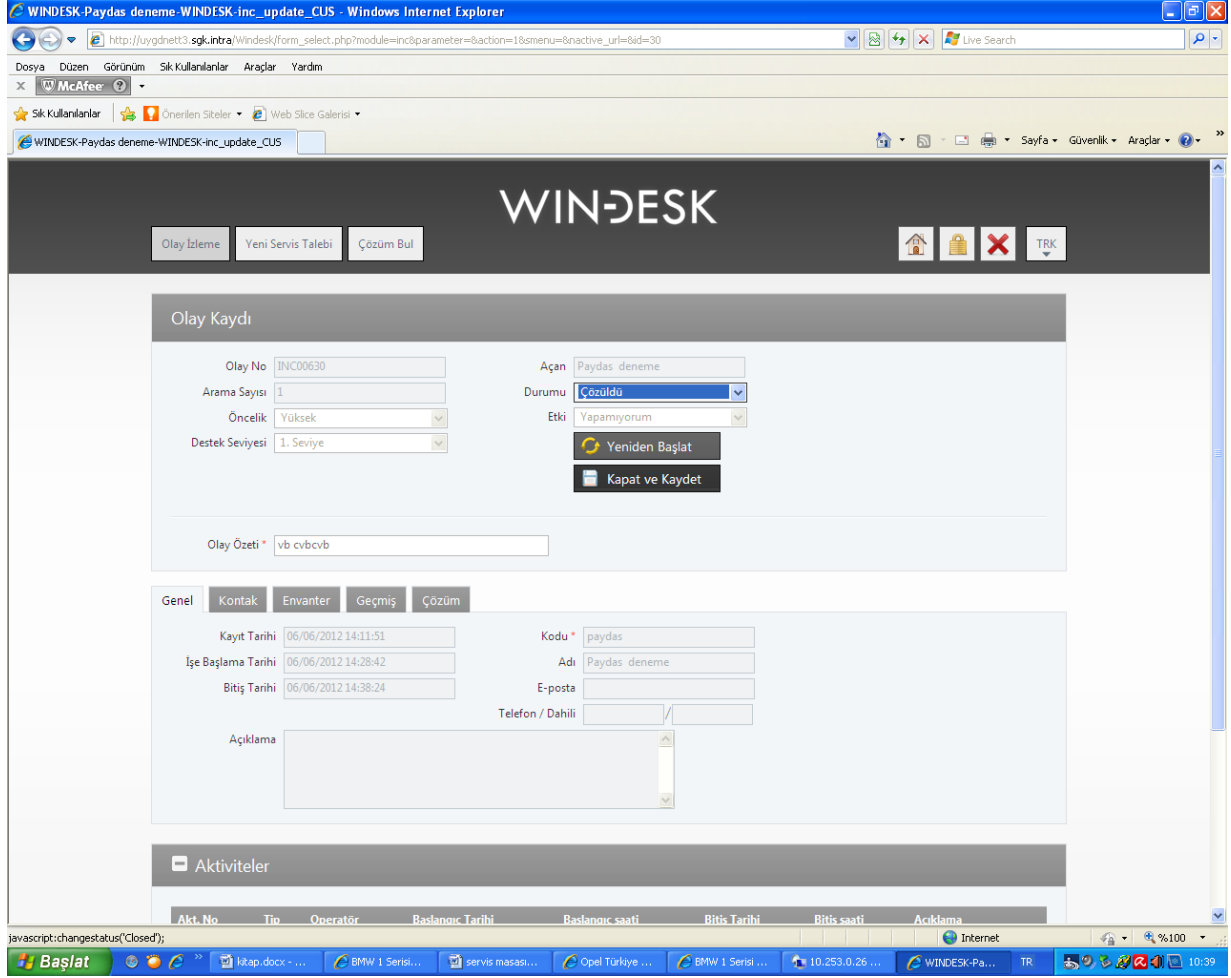 WINDESK-Paydas deneme-WINDESK-inc_update_CUS - Windows Internet Explorer
http://uygdnett3.sgk.intra/Windesk/form_select.php?module=inc&parameter=&action=1&smenu=&nactive_url=&id=30
Live Search
Dosya Düzen Görünüm Sık Kullanılanlar Araçlar Yardım
x McAfee ?
Sık Kullanılanlar Önerilen Siteler Web Slice Galerisi
WINDESK-Paydas deneme-WINDESK-inc_update_CUS Sayfa Güvenlik Araçlar »
WINDESK
Olay İzleme Yeni Servis Talebi Çözüm Bul TRK
Olay Kaydı
Olay No INC00630 Açan Paydas deneme
Arama Sayısı 1 Durumu Çözüldü
Öncelik Yüksek Etki Yapamıyorum
Destek Seviyesi 1. Seviye Yeniden Başlat
Kapat ve Kaydet
Olay Özeti * vb cvbcvb
Genel Kontak Envanter Geçmiş Çözüm
Kayıt Tarihi 06/06/2012 14:11:51 Kodu * paydas
İşe Başlama Tarihi 06/06/2012 14:28:42 Adı Paydas deneme
Bitiş Tarihi 06/06/2012 14:38:24 E-posta
Telefon / Dahili /
Açıklama
Aktiviteler
Akt. No Tip Operatör Başlangıç Tarihi Başlangıç saati Bitiş Tarihi Bitiş saati Açıklama
javascript:changestatus('Closed'); Internet %100
Başlat » kitap.docx - ... BMW 1 Serisi... servis masası... Opel Türkiye ... BMW 1 Serisi ... 10.253.0.26 ... WINDESK-Pa... TR 10:39